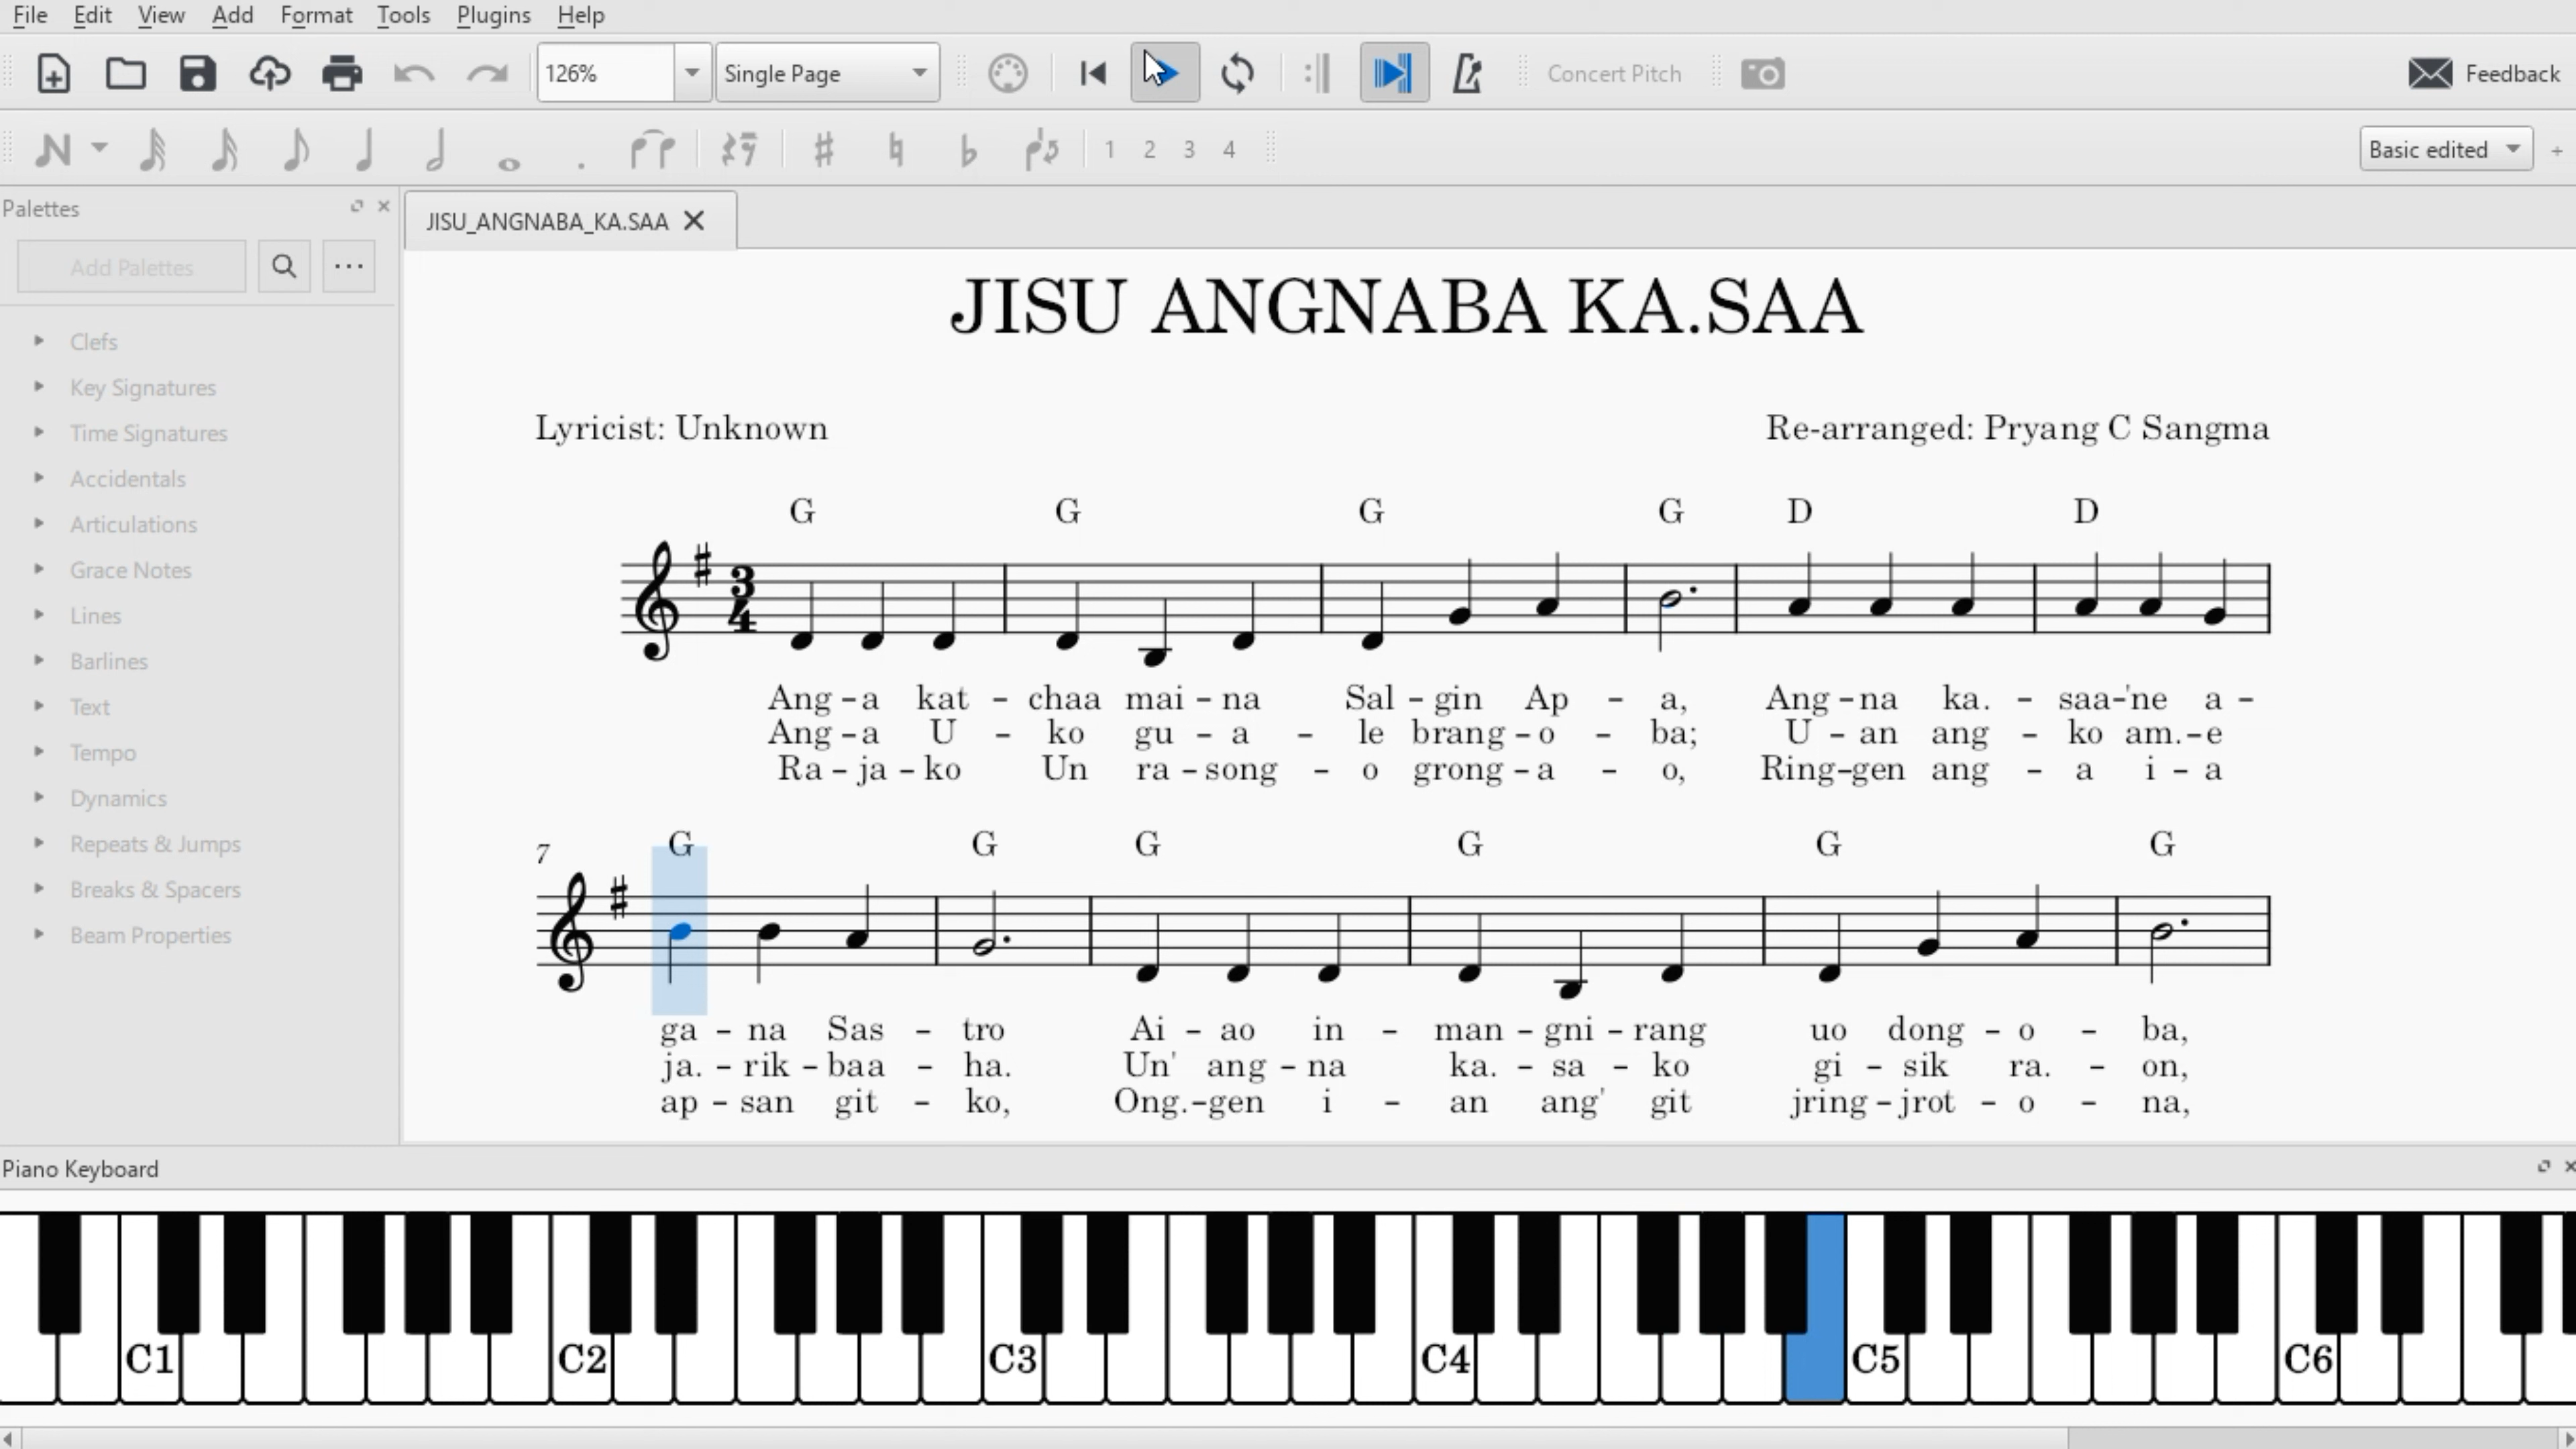 File Edit View Add Format Tools Plugins Help
126% Single Page Concert Pitch Feedback
1 2 3 4 Basic edited +
Palettes
JISU_ANGNABA_KA.SAA
Add Palettes ...
Clefs
Key Signatures
Time Signatures
Accidentals
Articulations
Grace Notes
Lines
Barlines
Text
Tempo
Dynamics
Repeats & Jumps
Breaks & Spacers
Beam Properties
JISU ANGNABA KA.SAA
Lyricist: Unknown Re-arranged: Pryang C Sangma
G G G G D D
3
4
Ang - a kat - chaa mai - na Sal - gin Ap - a, Ang - na ka. - saa-'ne a -
Ang - a U - ko gu - a - le brang - o - ba; U - an ang - ko am.-e
Ra - ja - ko Un ra - song - o grong - a - o, Ring-gen ang - a i - a
7 G G G G G G
ga - na Sas - tro Ai - ao in - man - gni - rang uo dong - o - ba,
ja. - rik - baa - ha. Un' ang - na ka. - sa - ko gi - sik ra. - on,
ap - san git - ko, Ong.-gen i - an ang' git jring - jrot - o - na,
Piano Keyboard
C1 C2 C3 C4 C5 C6